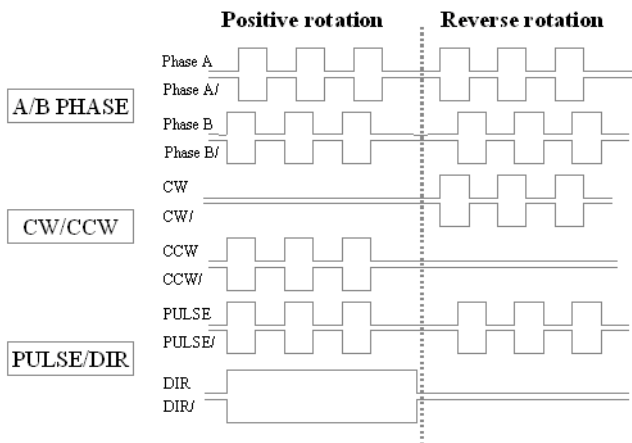 Positive rotation Reverse rotation
Phase A
Phase A/
A/B PHASE
Phase B
Phase B/
CW
CW/
CW/CCW
CCW
CCW/
PULSE
PULSE/
PULSE/DIR
DIR
DIR/